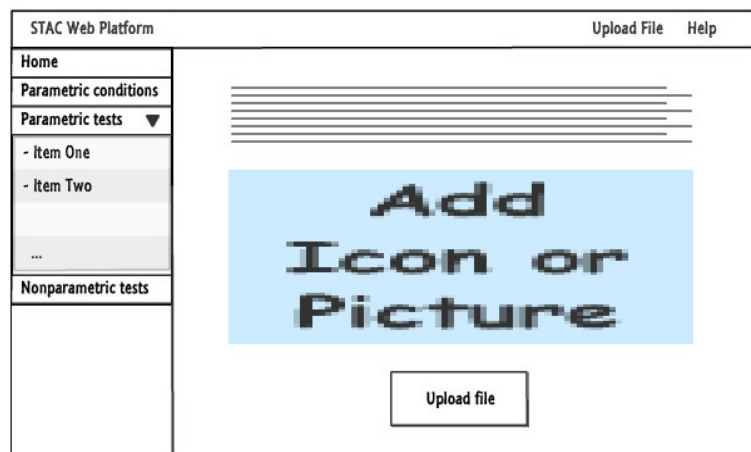 STAC Web Platform
Upload File Help
Home
Parametric conditions
Parametric tests
- Item One
- Item Two
...
Nonparametric tests
Add
Icon or
Picture
Upload file